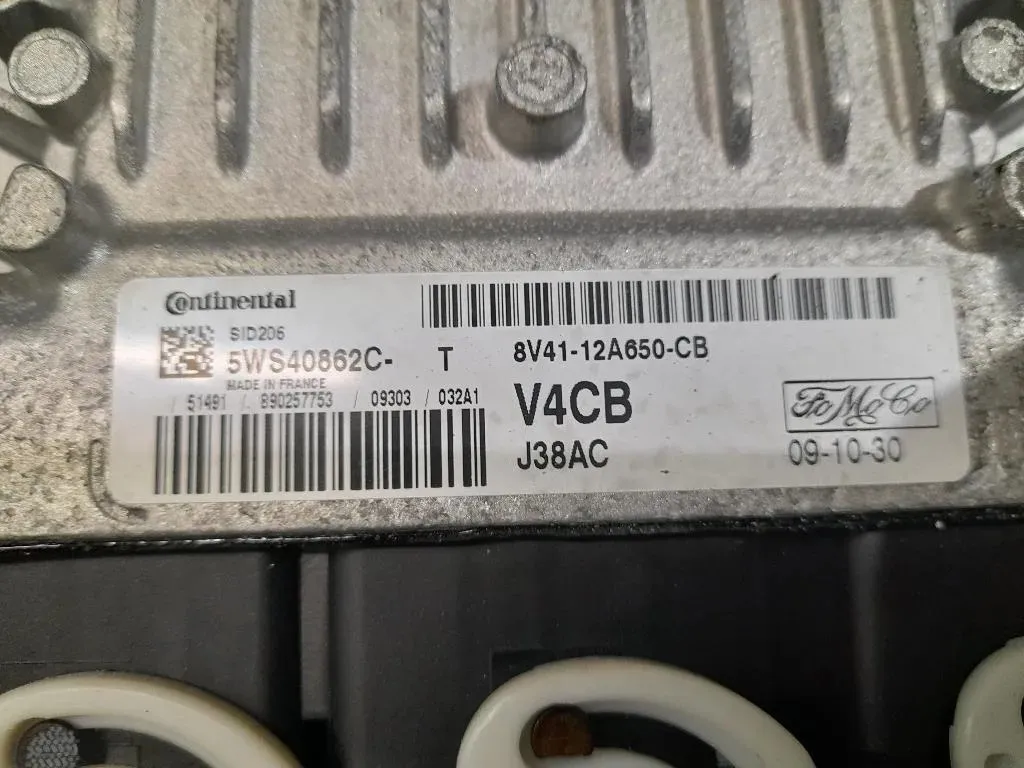 Continental
SID206
5WS40862C- T
MADE IN FRANCE
/ 51491 / 890257753 / 09303 / 032A1
8V41-12A650-CB
V4CB
J38AC
FoMoCo
09-10-30